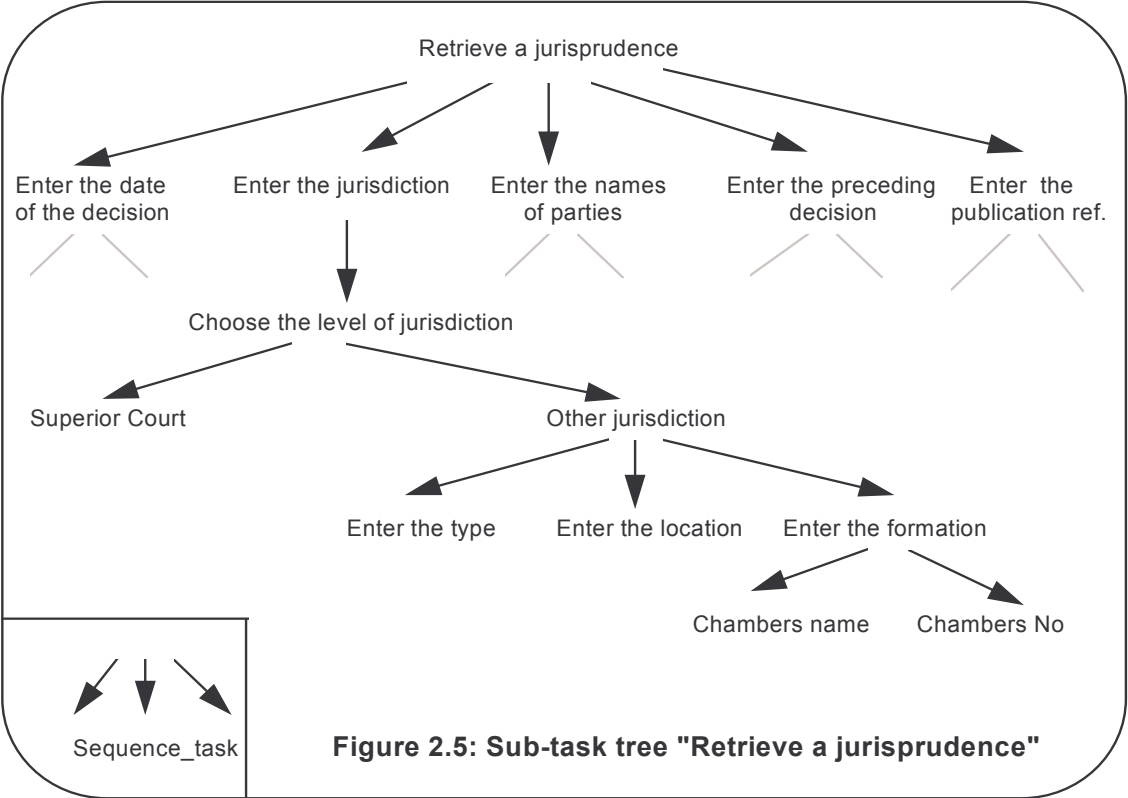 Retrieve a jurisprudence
Enter the date
of the decision
Enter the jurisdiction
Enter the names
of parties
Enter the preceding
decision
Enter the
publication ref.
Choose the level of jurisdiction
Superior Court
Other jurisdiction
Enter the type
Enter the location
Enter the formation
Chambers name
Chambers No
Sequence_task
Figure 2.5: Sub-task tree "Retrieve a jurisprudence"